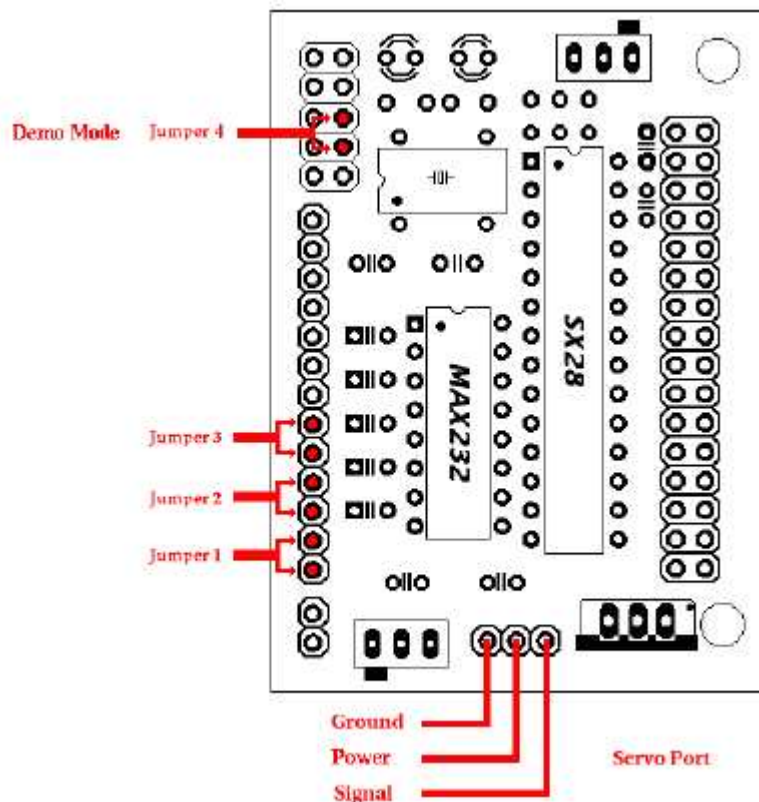 Demo Mode Jumper 4
SX28
MAX232
Jumper 3
Jumper 2
Jumper 1
Ground
Power Servo Port
Signal